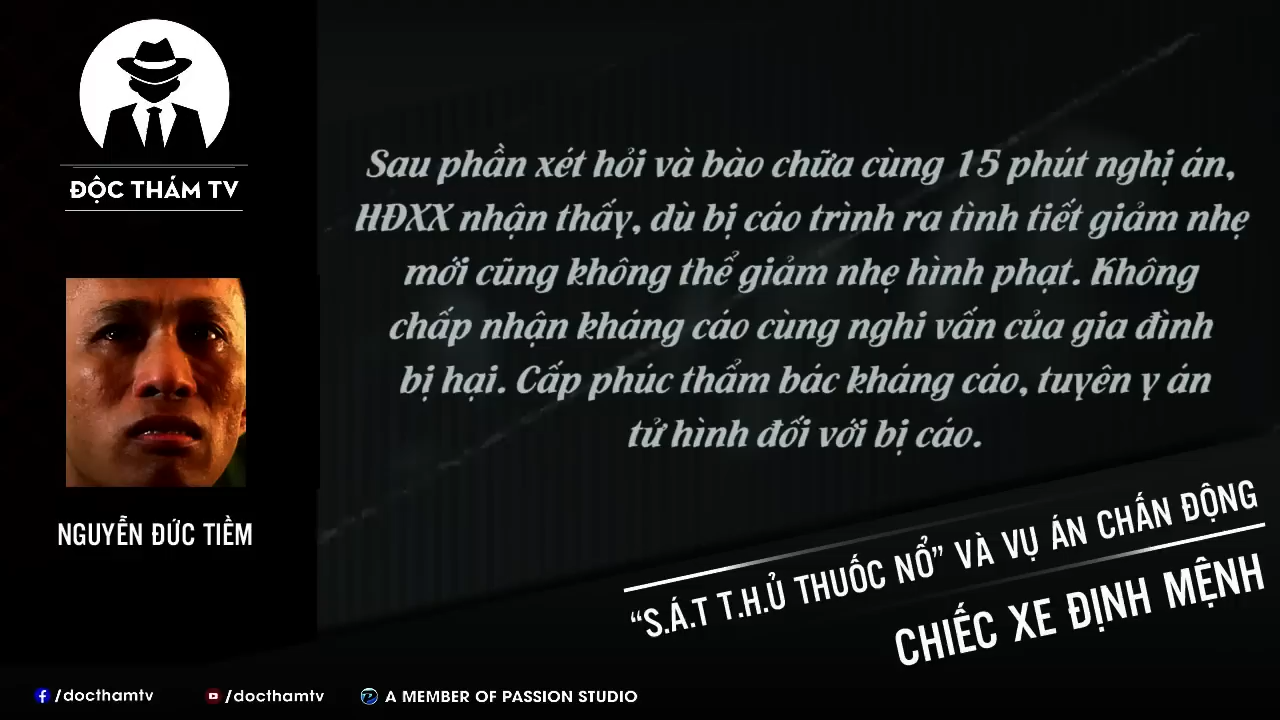 ĐỘC THÁM TV
NGUYỄN ĐỨC TIỀM
Sau phần xét hỏi và bào chữa cùng 15 phút nghị án,
HĐXX nhận thấy, dù bị cáo trình ra tình tiết giảm nhẹ
mới cũng không thể giảm nhẹ hình phạt. Không
chấp nhận kháng cáo cùng nghi vấn của gia đình
bị hại. Cấp phúc thẩm bác kháng cáo, tuyên y án
tử hình đối với bị cáo.
“S.Á.T T.H.Ủ THUỐC NỔ” VÀ VỤ ÁN CHẤN ĐỘNG
CHIẾC XE ĐỊNH MỆNH
/docthamtv
/docthamtv
A MEMBER OF PASSION STUDIO